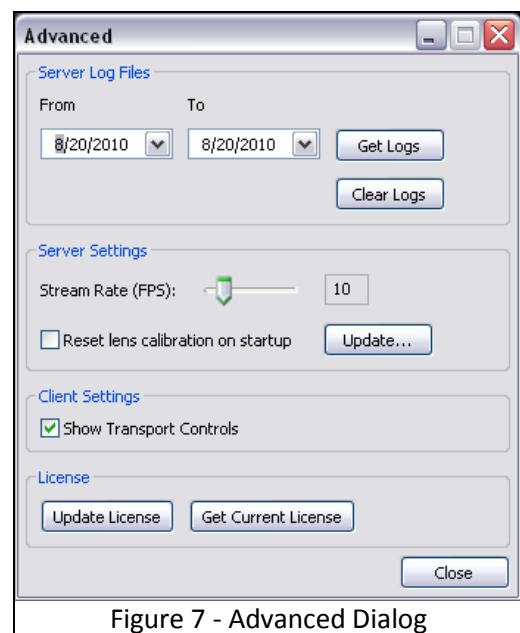 Advanced
Server Log Files
From To
8/20/2010 8/20/2010 Get Logs
Clear Logs
Server Settings
Stream Rate (FPS): 10
Reset lens calibration on startup Update...
Client Settings
Show Transport Controls
License
Update License Get Current License
Close
Figure 7 - Advanced Dialog